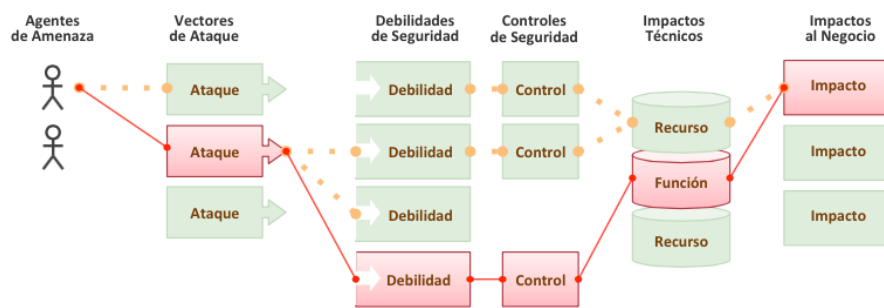 Agentes
de Amenaza
Vectores
de Ataque
Debilidades
de Seguridad
Controles
de Seguridad
Impactos
Técnicos
Impactos
al Negocio
Ataque
Debilidad
Control
Impacto
Recurso
Ataque
Debilidad
Control
Impacto
Función
Ataque
Debilidad
Impacto
Recurso
Debilidad
Control